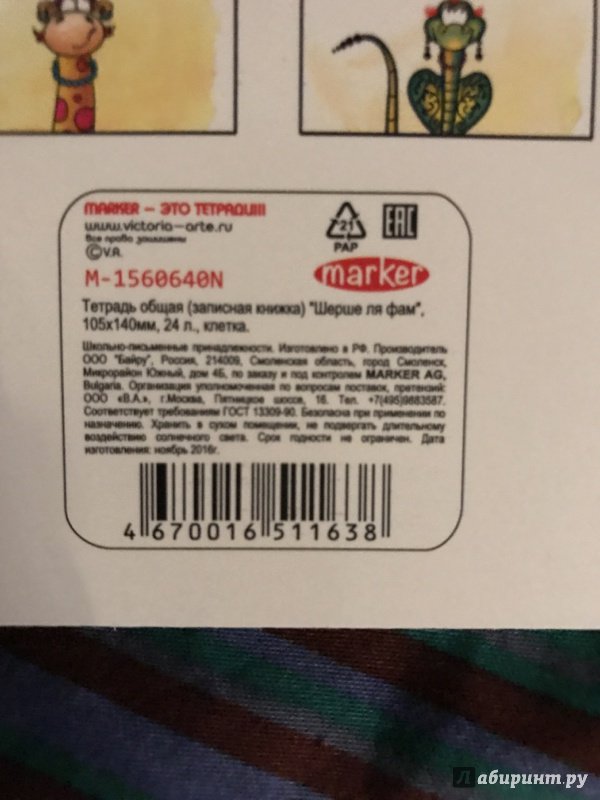 MARKER – ЭТО ТЕТРАДИ!!!
www.victoria-arte.ru
Все права защищены
©V.R.
21
PAP
EAC
marker
M-1560640N
Тетрадь общая (записная книжка) "Шерше ля фам",
105х140мм, 24 л., клетка.
Школьно-письменные принадлежности. Изготовлено в РФ. Производитель
ООО "Байру", Россия, 214009, Смоленская область, город Смоленск,
Микрорайон Южный, дом 4Б, по заказу и под контролем MARKER AG,
Bulgaria. Организация уполномоченная по вопросам поставок, претензий:
ООО «В.А.», г.Москва, Пятницкое шоссе, 16. Тел. +7(495)9883587.
Соответствует требованиям ГОСТ 13309-90. Безопасна при применении по
назначению. Хранить в сухом помещении, не подвергать длительному
воздействию солнечного света. Срок годности не ограничен. Дата
изготовления: ноябрь 2016г.
4 670016 511638
Лабиринт.ру